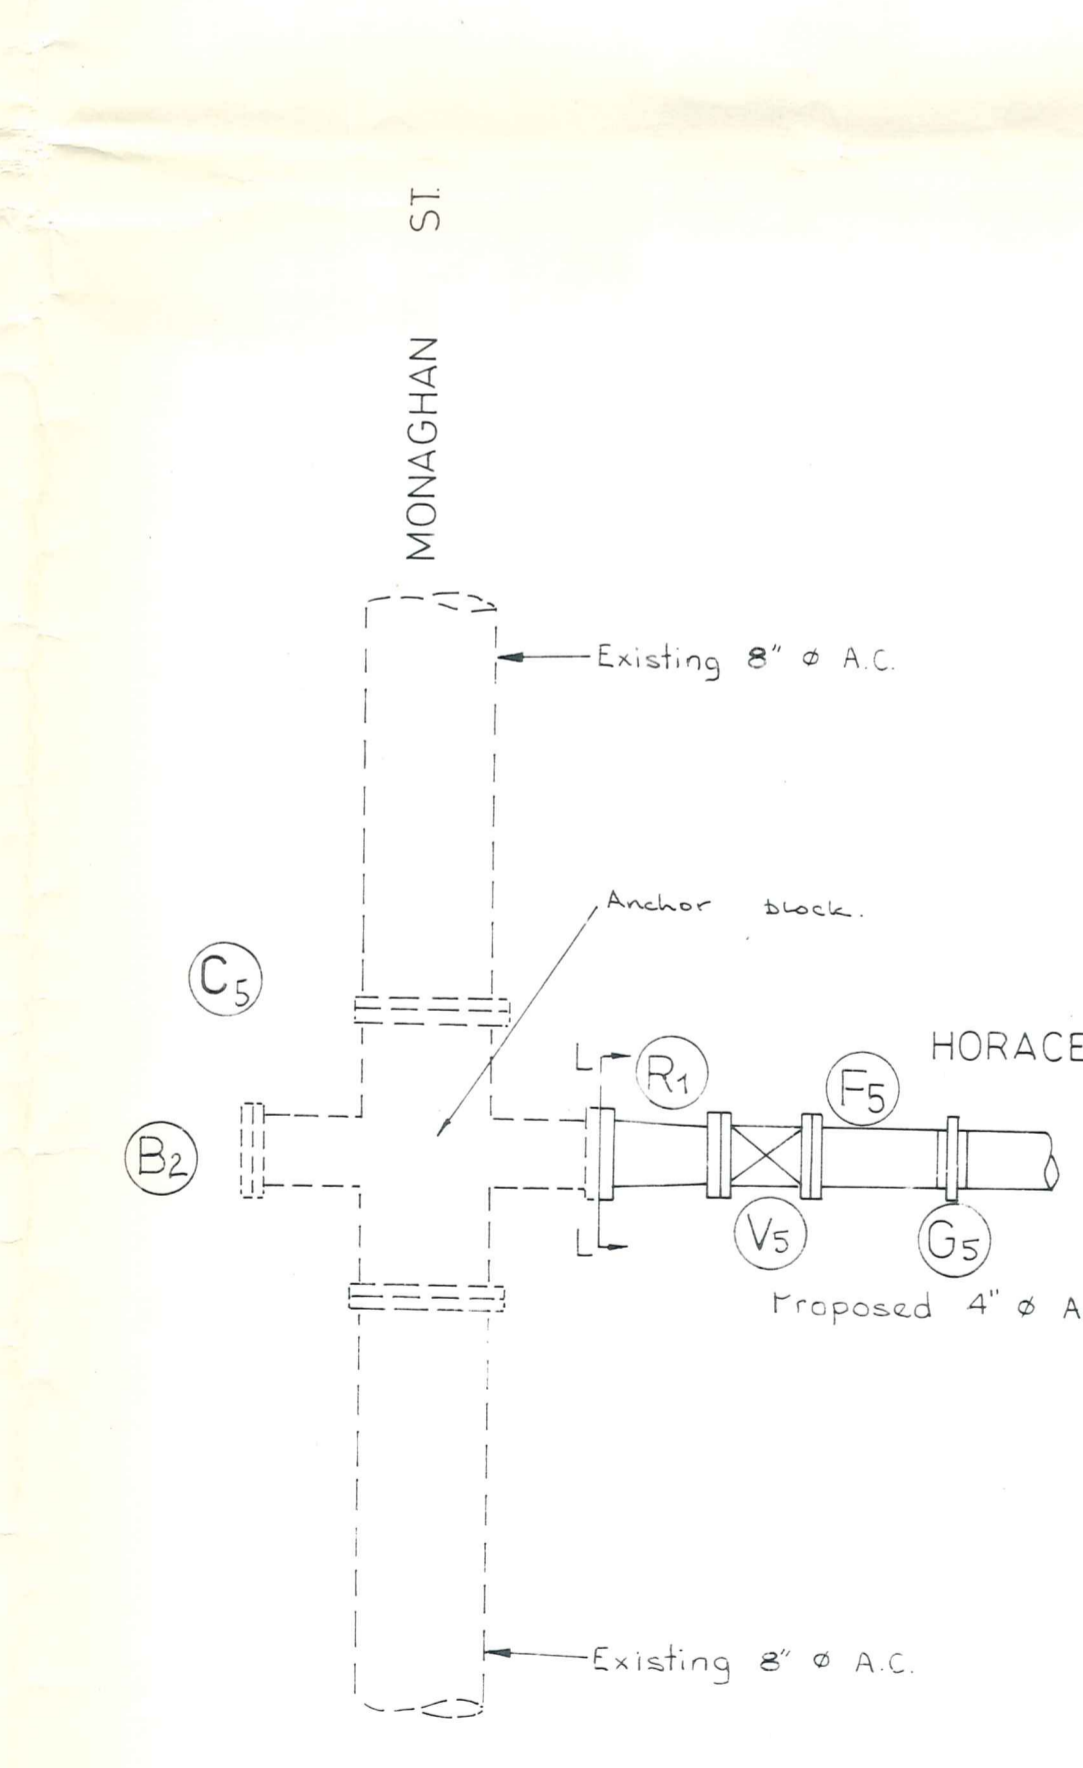 MONAGHAN ST.
Existing 8" ø A.C.
Anchor block.
C5
HORACE
L
R1
F5
B2
V5
G5
L
Proposed 4" ø A
Existing 8" ø A.C.